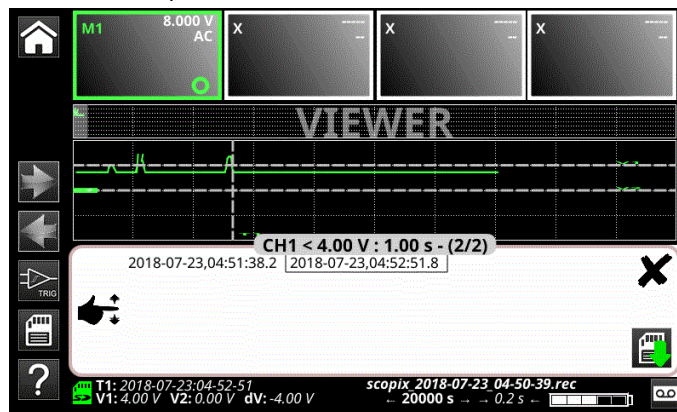 M1 8.000 V
AC
X ----- --
X ----- --
X ----- --
VIEWER
CH1 < 4.00 V : 1.00 s - (2/2)
2018-07-23,04:51:38.2 2018-07-23,04:52:51.8
TRIG
?
T1: 2018-07-23:04-52-51 scopix_2018-07-23_04-50-39.rec
V1: 4.00 V V2: 0.00 V dV: -4.00 V ← 20000 s → → 0.2 s ←